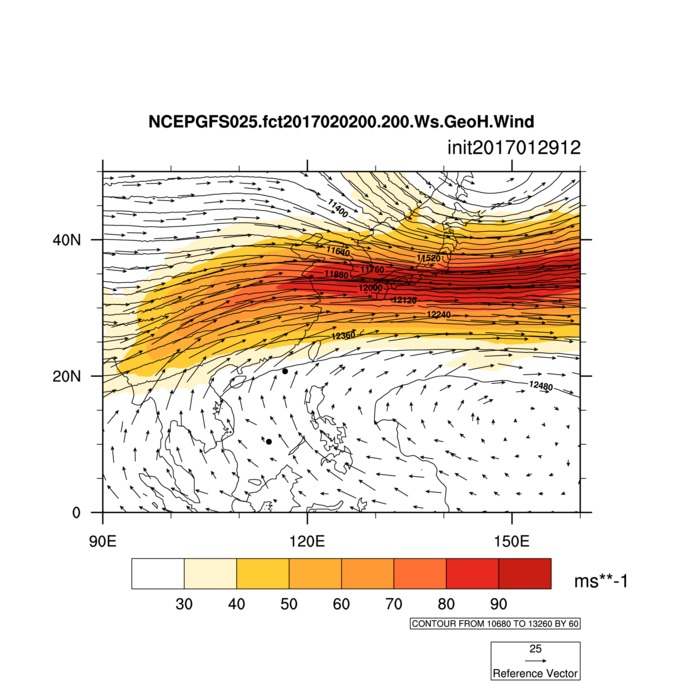 NCEPGFS025.fct2017020200.200.Ws.GeoH.Wind
init2017012912
11400
40N
11640
11520
11760
11880
12000
12120
12240
12360
20N
12480
0
90E 120E 150E
ms**-1
30 40 50 60 70 80 90
CONTOUR FROM 10680 TO 13260 BY 60
25
Reference Vector